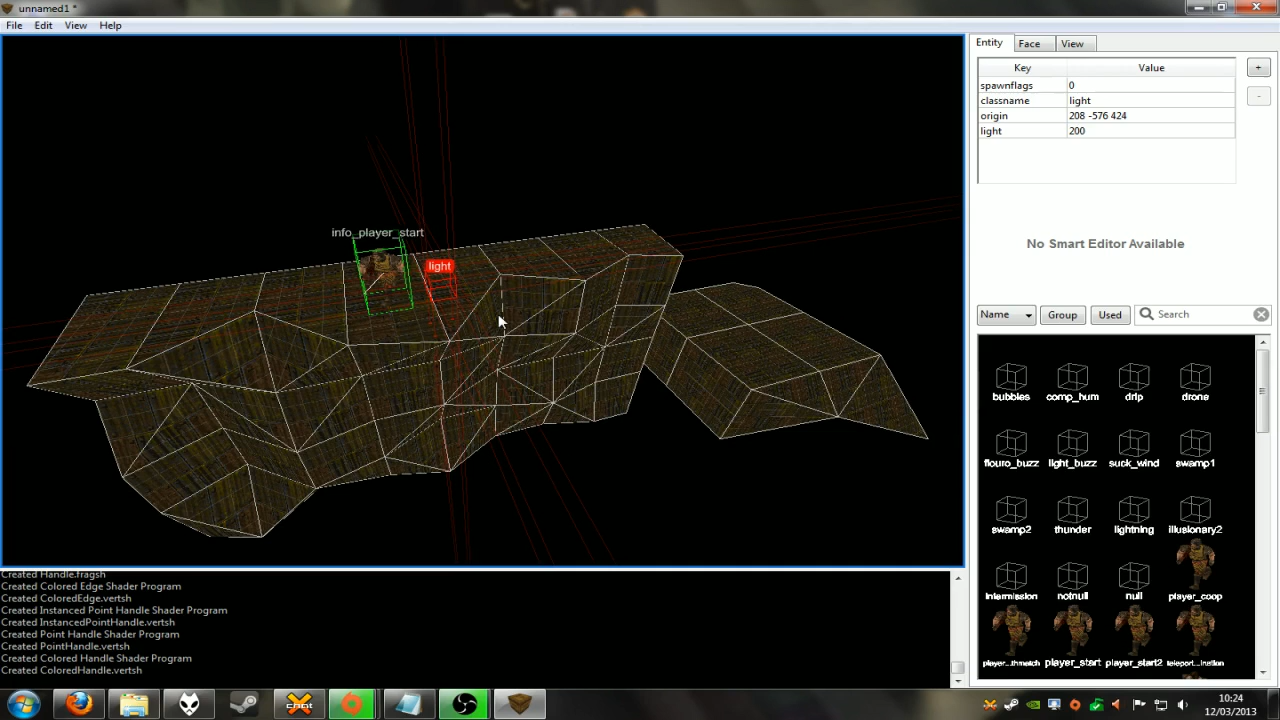 unnamed1 *
File Edit View Help
info_player_start
light
Created Handle.fragsh
Created Colored Edge Shader Program
Created ColoredEdge.vertsh
Created Instanced Point Handle Shader Program
Created InstancedPointHandle.vertsh
Created Point Handle Shader Program
Created PointHandle.vertsh
Created Colored Handle Shader Program
Created ColoredHandle.vertsh
Entity Face View
Key Value
spawnflags 0
classname light
origin 208 -576 424
light 200
+
-
No Smart Editor Available
Name Group Used Search
bubbles comp_hum drip drone
flouro_buzz light_buzz suck_wind swamp1
swamp2 thunder lightning illusionary2
intermission notnull null player_coop
player...thmatch player_start player_start2 teleport...ination
10:24
12/03/2013